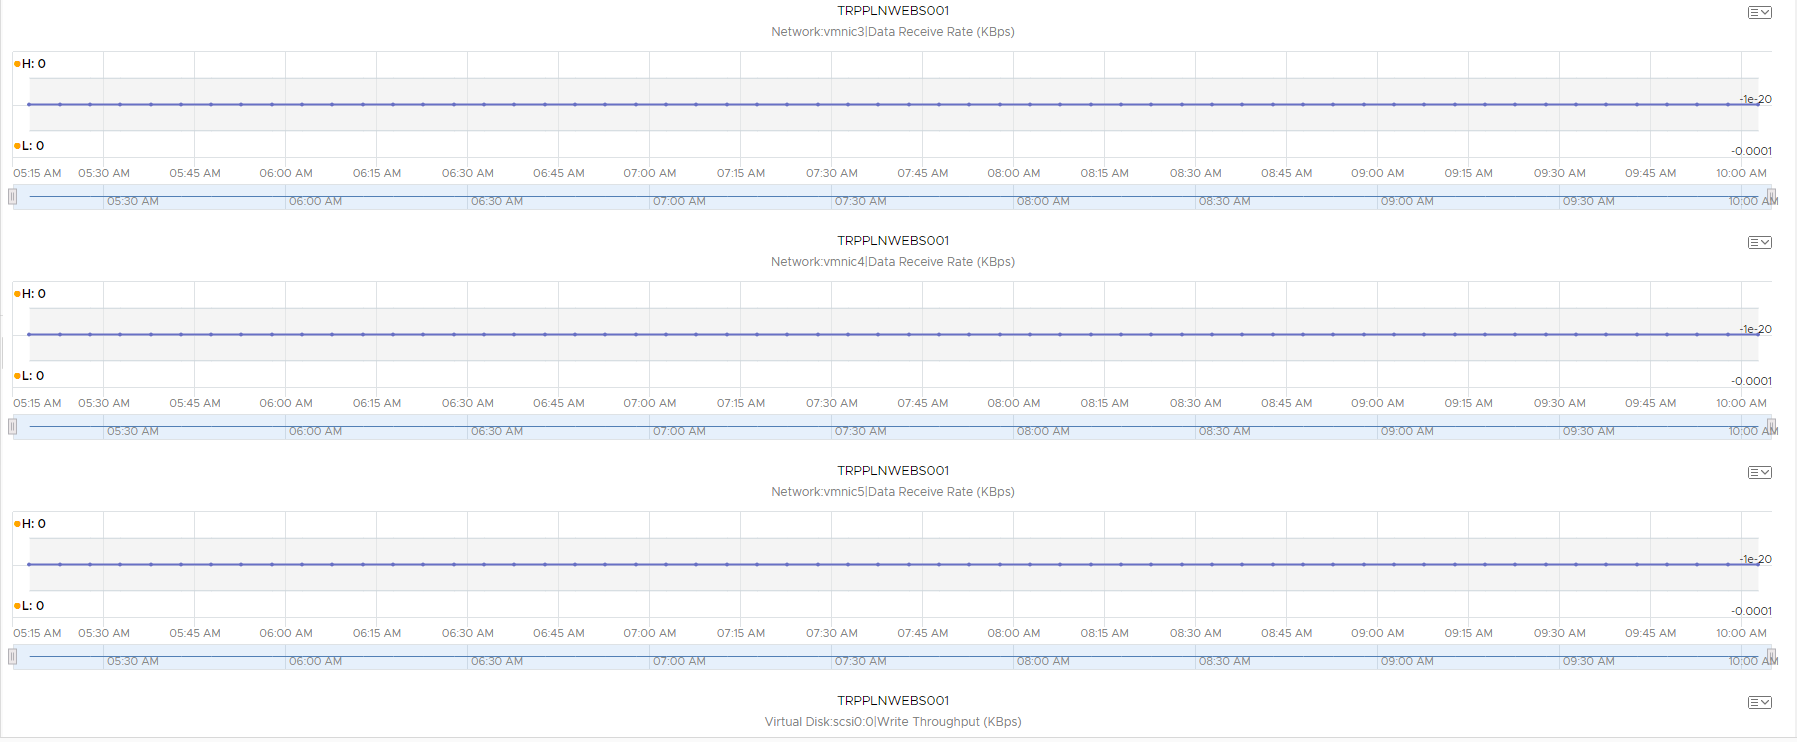 TRPPLNWEBS001
Network:vmnic3|Data Receive Rate (KBps)
H: 0
-1e-20
L: 0
-0.0001
05:15 AM 05:30 AM 05:45 AM 06:00 AM 06:15 AM 06:30 AM 06:45 AM 07:00 AM 07:15 AM 07:30 AM 07:45 AM 08:00 AM 08:15 AM 08:30 AM 08:45 AM 09:00 AM 09:15 AM 09:30 AM 09:45 AM 10:00 AM
05:30 AM 06:00 AM 06:30 AM 07:00 AM 07:30 AM 08:00 AM 08:30 AM 09:00 AM 09:30 AM 10:00 AM
TRPPLNWEBS001
Network:vmnic4|Data Receive Rate (KBps)
H: 0
-1e-20
L: 0
-0.0001
05:15 AM 05:30 AM 05:45 AM 06:00 AM 06:15 AM 06:30 AM 06:45 AM 07:00 AM 07:15 AM 07:30 AM 07:45 AM 08:00 AM 08:15 AM 08:30 AM 08:45 AM 09:00 AM 09:15 AM 09:30 AM 09:45 AM 10:00 AM
05:30 AM 06:00 AM 06:30 AM 07:00 AM 07:30 AM 08:00 AM 08:30 AM 09:00 AM 09:30 AM 10:00 AM
TRPPLNWEBS001
Network:vmnic5|Data Receive Rate (KBps)
H: 0
-1e-20
L: 0
-0.0001
05:15 AM 05:30 AM 05:45 AM 06:00 AM 06:15 AM 06:30 AM 06:45 AM 07:00 AM 07:15 AM 07:30 AM 07:45 AM 08:00 AM 08:15 AM 08:30 AM 08:45 AM 09:00 AM 09:15 AM 09:30 AM 09:45 AM 10:00 AM
05:30 AM 06:00 AM 06:30 AM 07:00 AM 07:30 AM 08:00 AM 08:30 AM 09:00 AM 09:30 AM 10:00 AM
TRPPLNWEBS001
Virtual Disk:scsi0:0|Write Throughput (KBps)